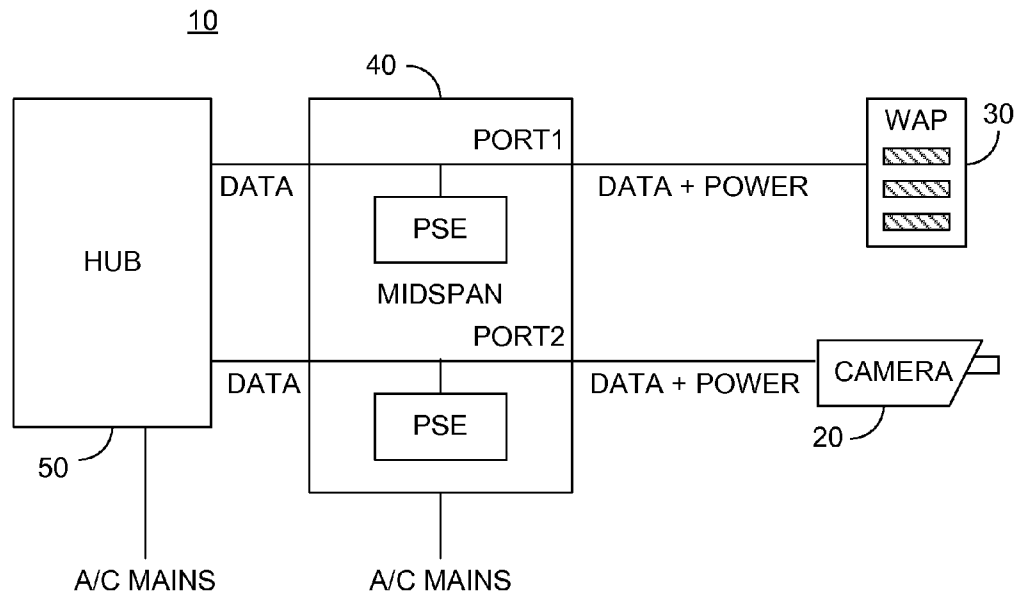 10
40
PORT1
WAP
30
DATA
DATA + POWER
PSE
HUB
MIDSPAN
PORT2
DATA
DATA + POWER
CAMERA
PSE
20
50
A/C MAINS
A/C MAINS